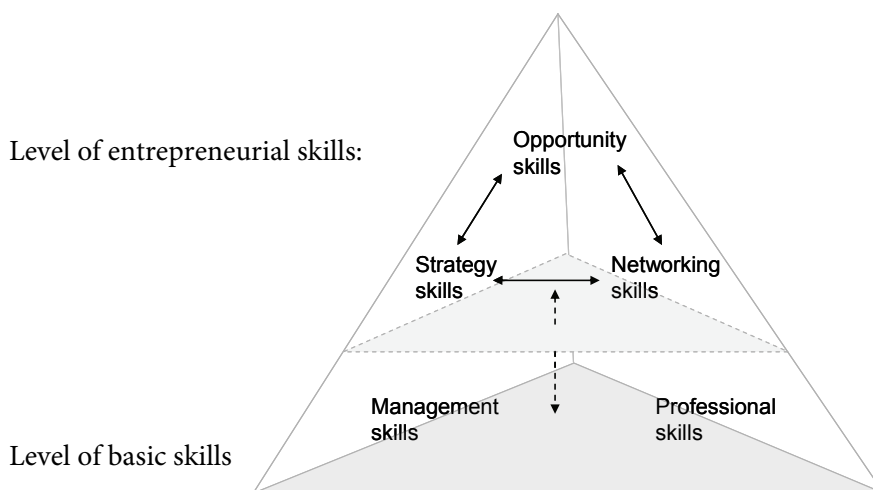 Level of entrepreneurial skills:
Opportunity
skills
Strategy
skills
Networking
skills
Management
skills
Professional
skills
Level of basic skills